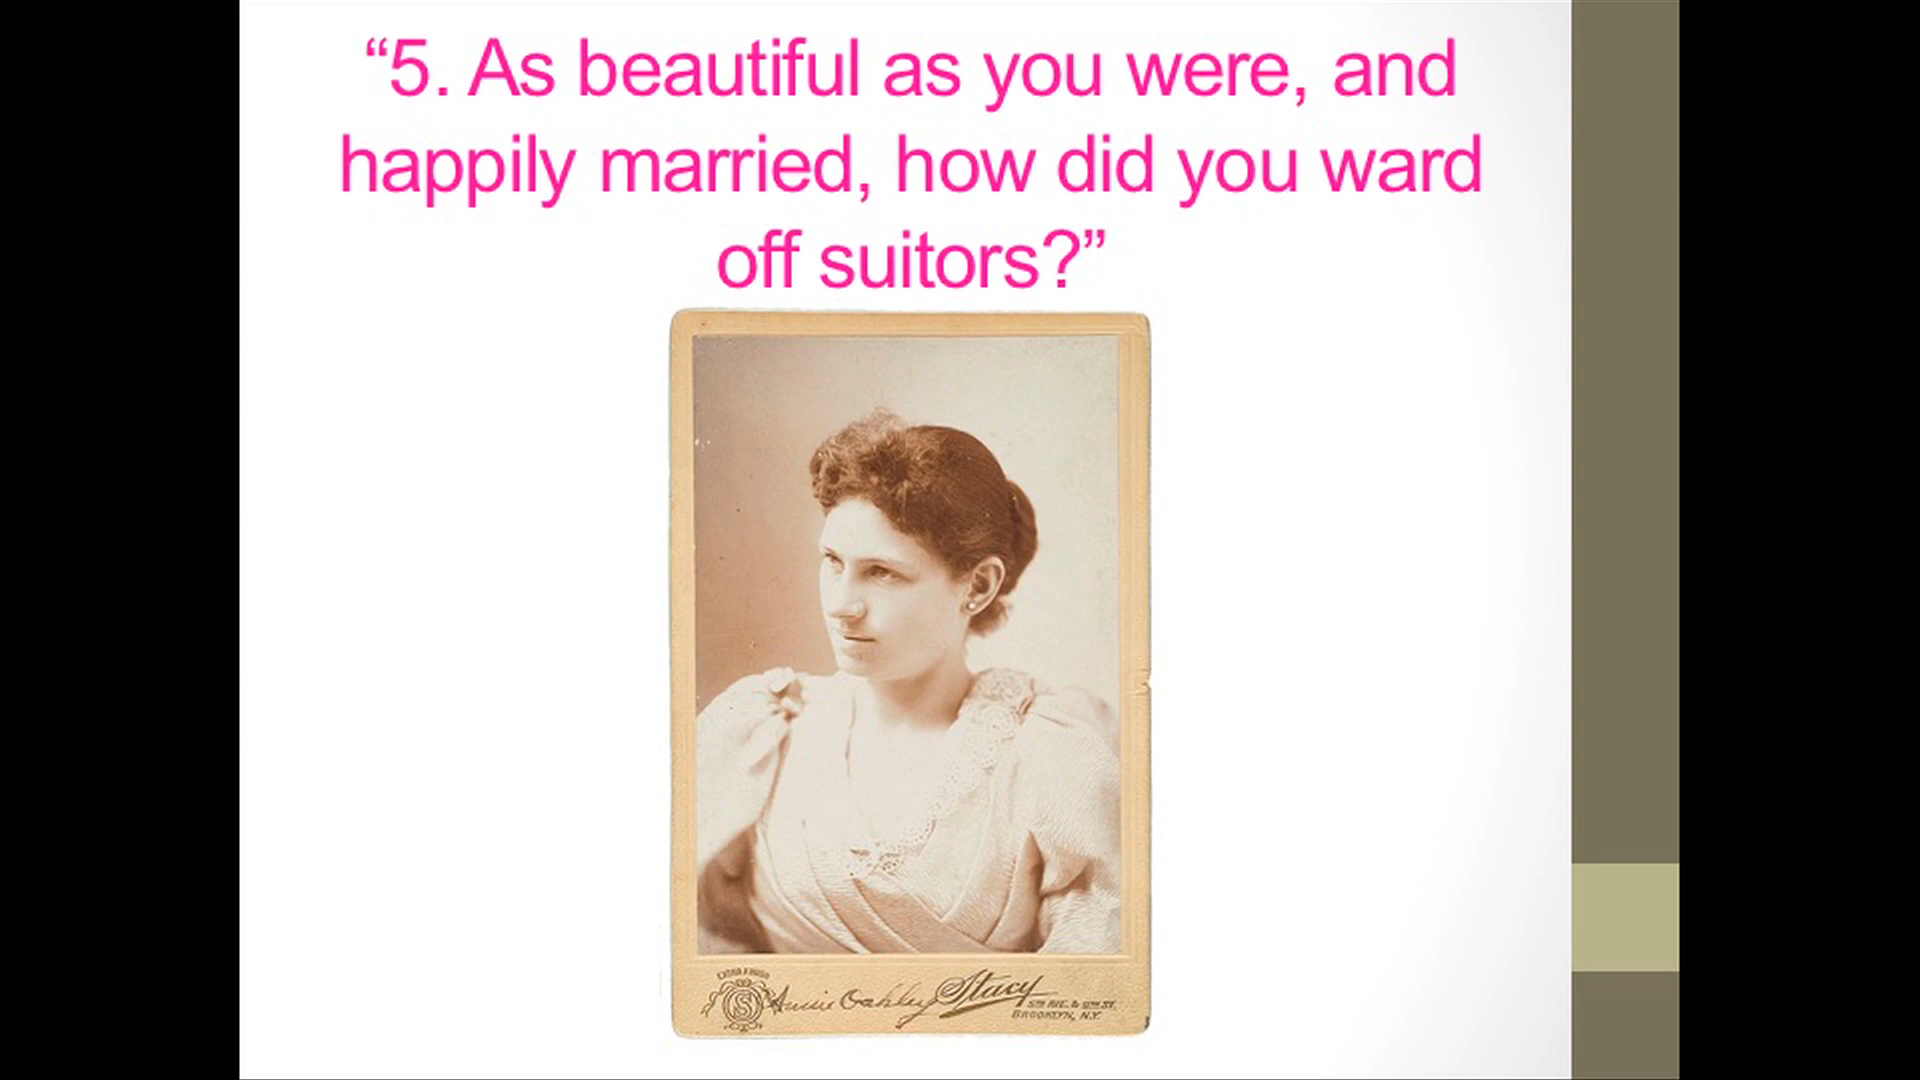 “5. As beautiful as you were, and
happily married, how did you ward
off suitors?”
Annie Oakley
Stacy
5TH AVE. & 9TH ST.
BROOKLYN, N.Y.